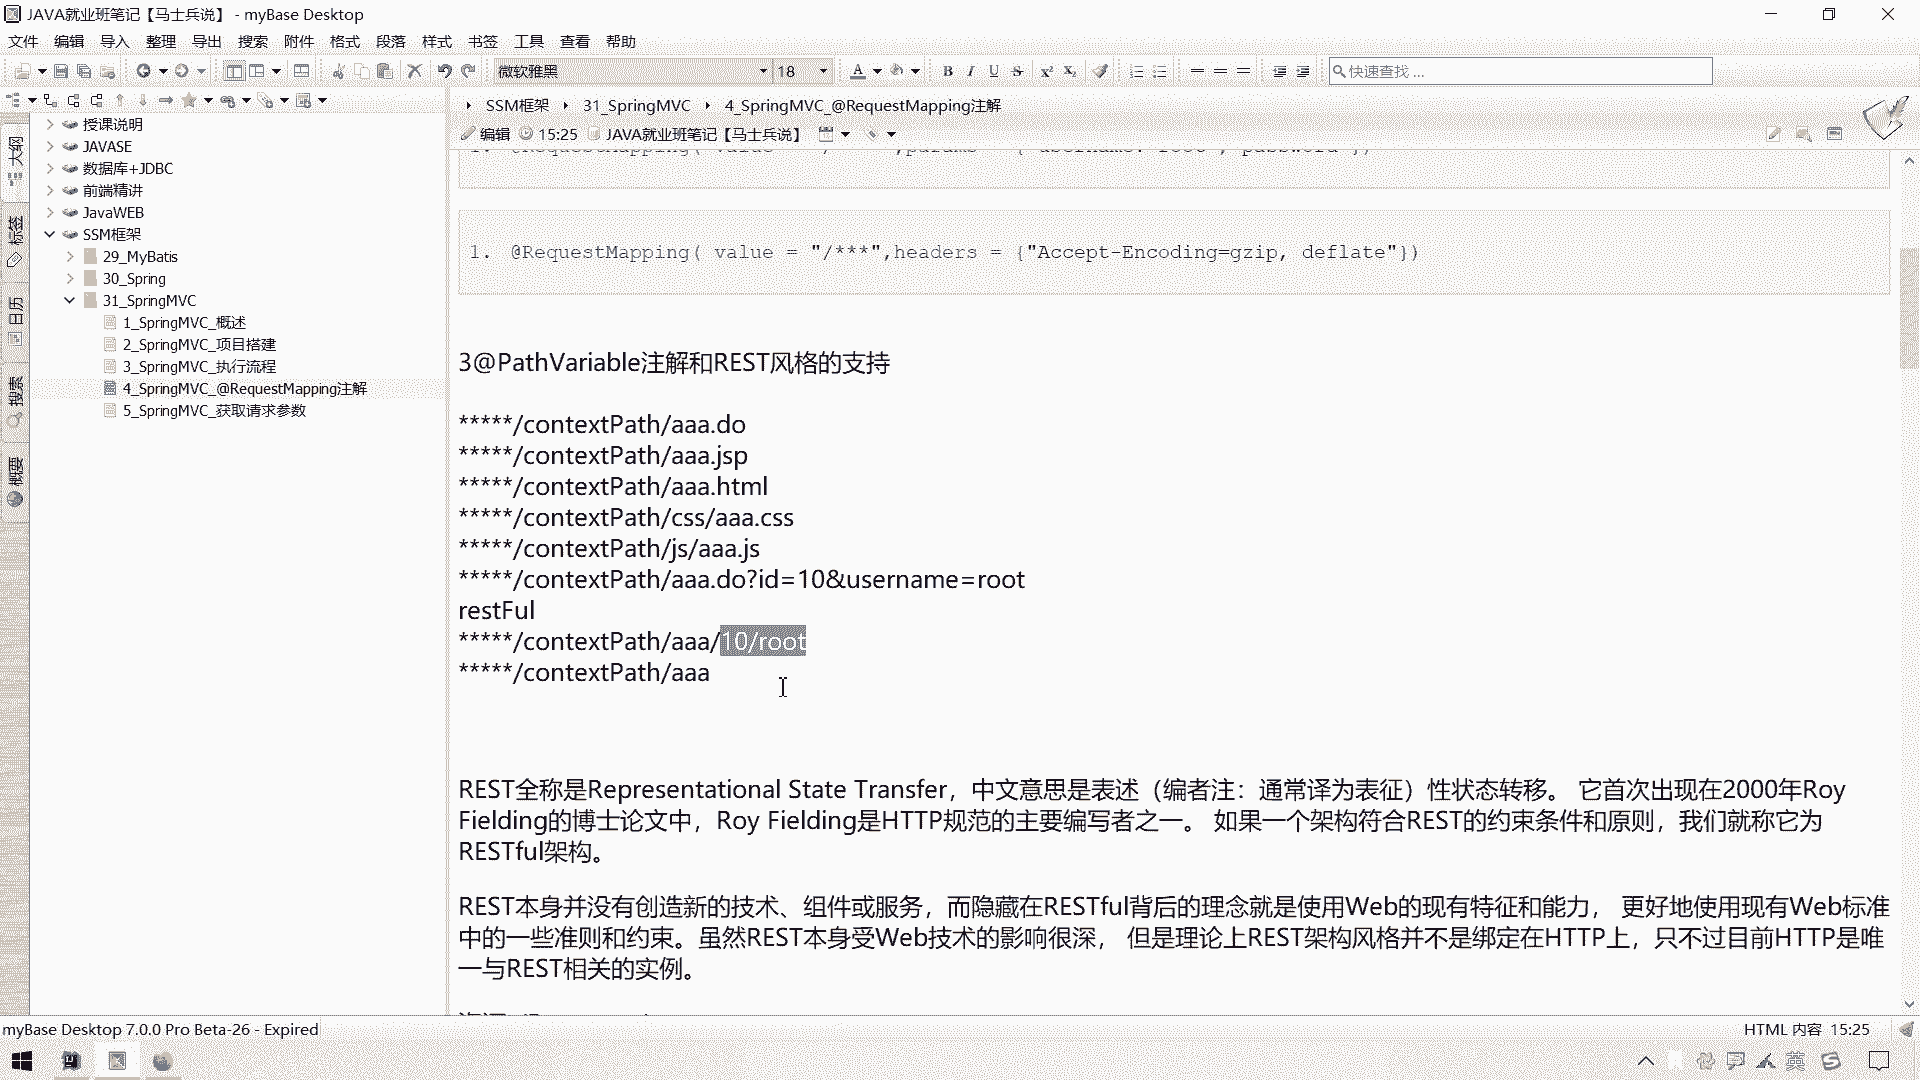 JAVA就业班笔记【马士兵说】 - myBase Desktop
文件 编辑 导入 整理 导出 搜索 附件 格式 段落 样式 书签 工具 查看 帮助
微软雅黑 18 快速查找 ...
SSM框架 31_SpringMVC 4_SpringMVC_@RequestMapping注解
编辑 15:25 JAVA就业班笔记【马士兵说】
大纲
标签
日历
搜索
概要
授课说明
JAVASE
数据库+JDBC
前端精讲
JavaWEB
SSM框架
29_MyBatis
30_Spring
31_SpringMVC
1_SpringMVC_概述
2_SpringMVC_项目搭建
3_SpringMVC_执行流程
4_SpringMVC_@RequestMapping注解
5_SpringMVC_获取请求参数
1. @RequestMapping( value = "/***",headers = {"Accept-Encoding=gzip, deflate"})
3@PathVariable注解和REST风格的支持
*****/contextPath/aaa.do
*****/contextPath/aaa.jsp
*****/contextPath/aaa.html
*****/contextPath/css/aaa.css
*****/contextPath/js/aaa.js
*****/contextPath/aaa.do?id=10&username=root
restFul
*****/contextPath/aaa/10/root
*****/contextPath/aaa
REST全称是Representational State Transfer，中文意思是表述（编者注：通常译为表征）性状态转移。 它首次出现在2000年Roy
Fielding的博士论文中，Roy Fielding是HTTP规范的主要编写者之一。 如果一个架构符合REST的约束条件和原则，我们就称它为
RESTful架构。
REST本身并没有创造新的技术、组件或服务，而隐藏在RESTful背后的理念就是使用Web的现有特征和能力， 更好地使用现有Web标准
中的一些准则和约束。虽然REST本身受Web技术的影响很深， 但是理论上REST架构风格并不是绑定在HTTP上，只不过目前HTTP是唯
一与REST相关的实例。
myBase Desktop 7.0.0 Pro Beta-26 - Expired
HTML 内容 15:25
英